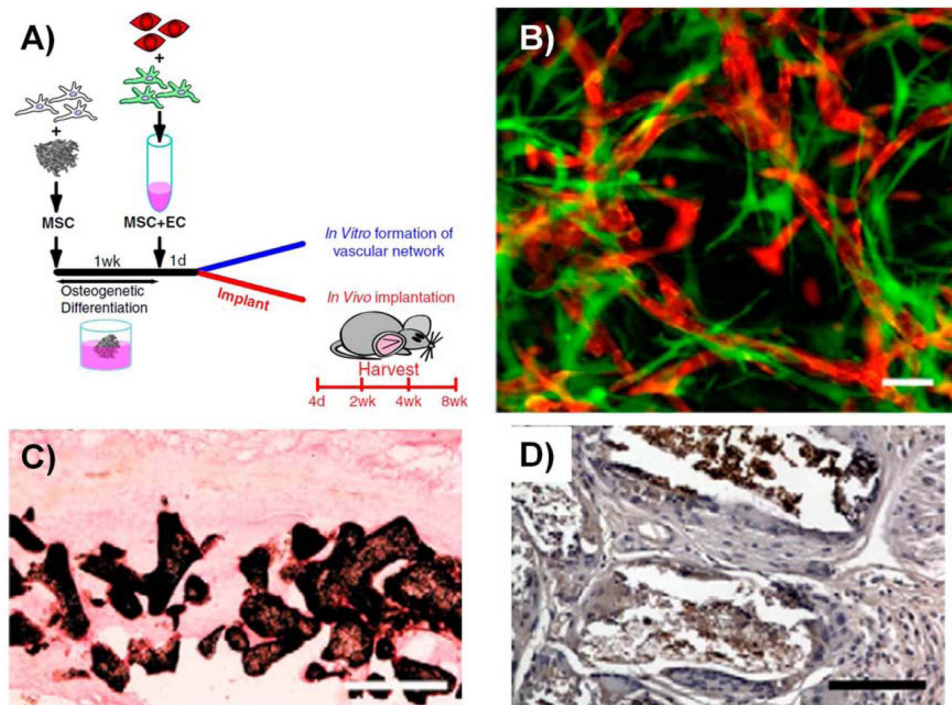 A)
+
+
MSC
MSC+EC
1wk
1d
Osteogenetic
Differentiation
Implant
In Vitro formation of
vascular network
In Vivo implantation
Harvest
4d 2wk 4wk 8wk
B)
C)
D)